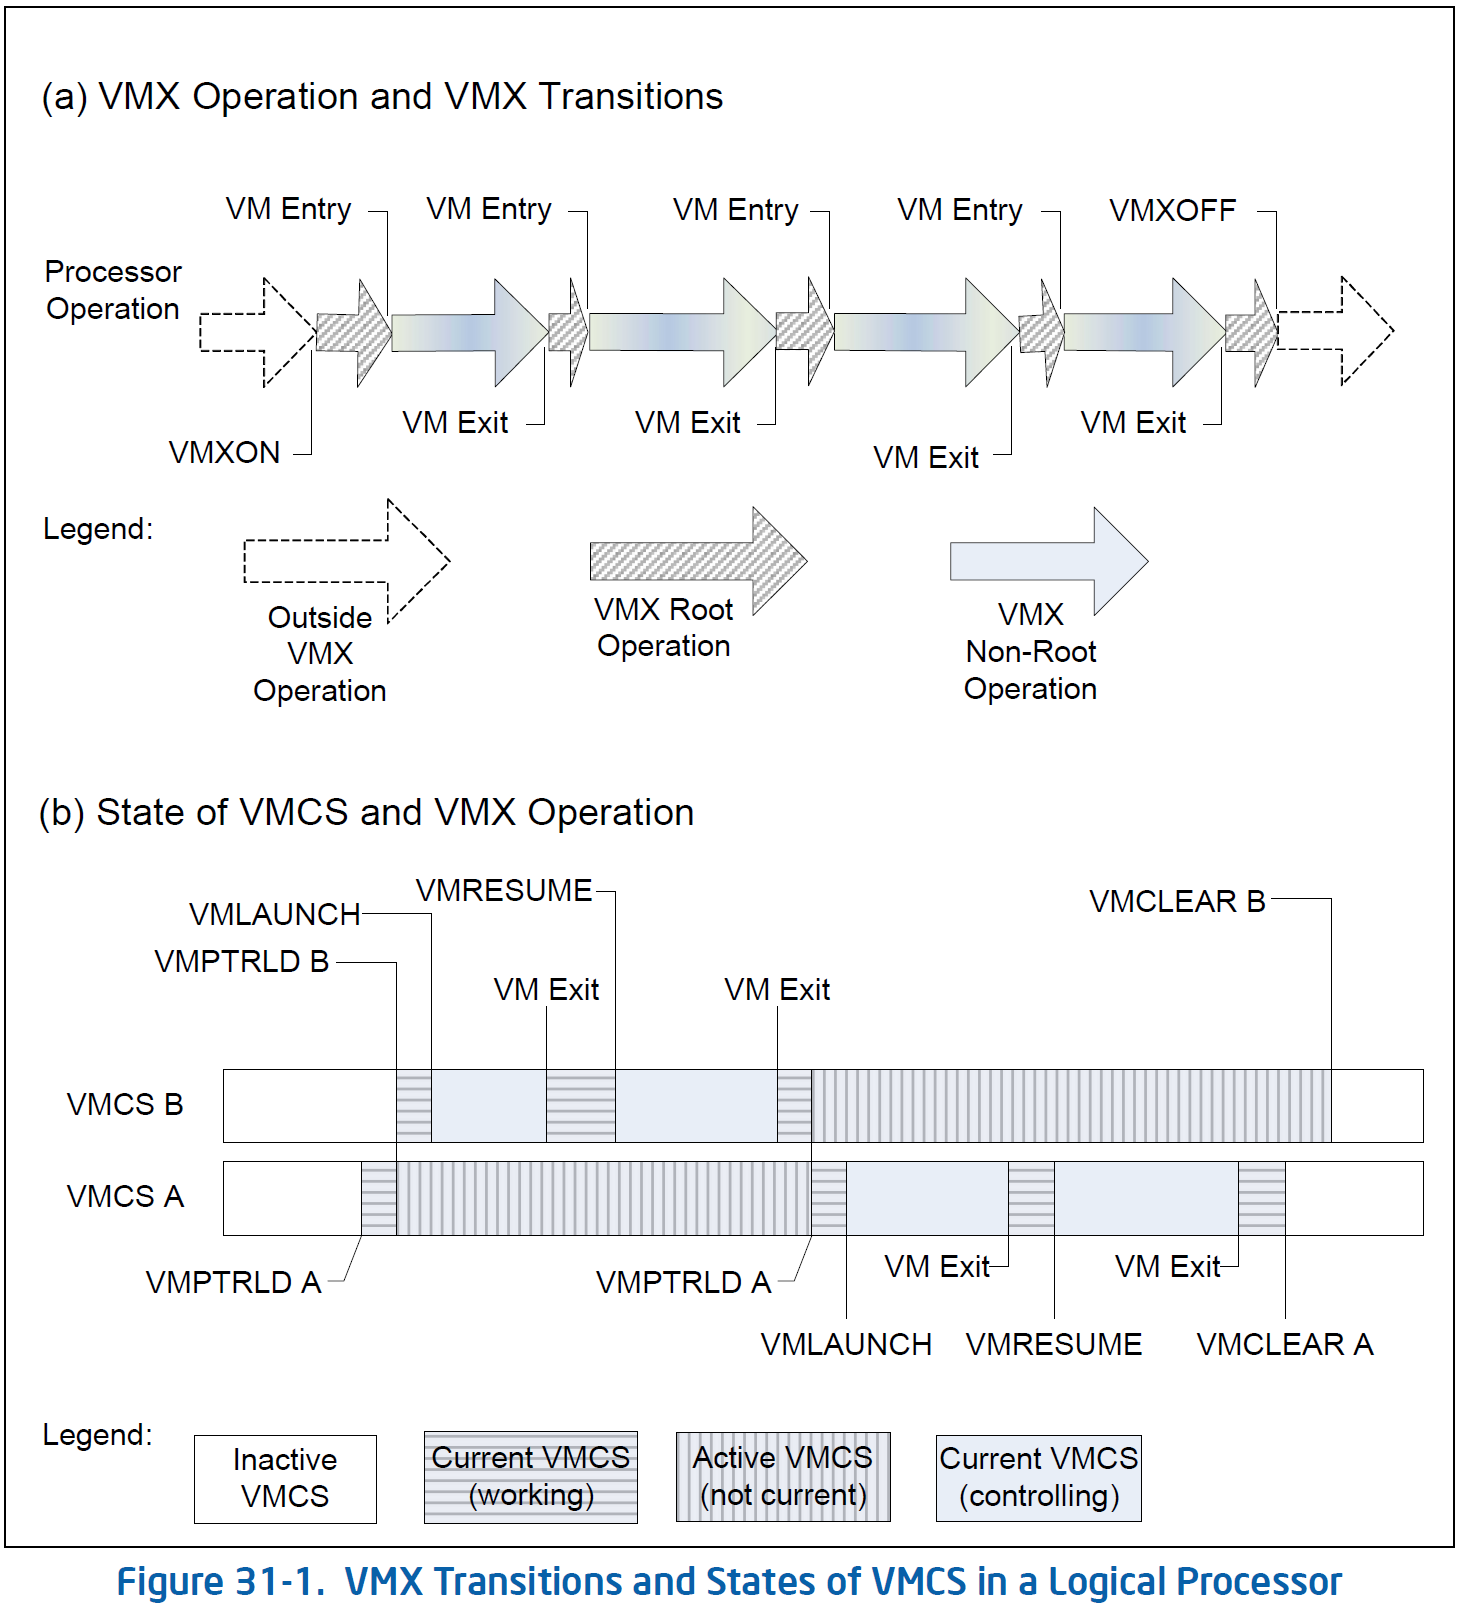 (a) VMX Operation and VMX Transitions
VM Entry
VM Entry
VM Entry
VM Entry
VMXOFF
Processor
Operation
VMXON
VM Exit
VM Exit
VM Exit
VM Exit
Legend:
Outside
VMX
Operation
VMX Root
Operation
VMX
Non-Root
Operation
(b) State of VMCS and VMX Operation
VMRESUME
VMLAUNCH
VMPTRLD B
VM Exit
VM Exit
VMCLEAR B
VMCS B
VMCS A
VMPTRLD A
VMPTRLD A
VM Exit
VM Exit
VMLAUNCH
VMRESUME
VMCLEAR A
Legend:
Inactive
VMCS
Current VMCS
(working)
Active VMCS
(not current)
Current VMCS
(controlling)
Figure 31-1. VMX Transitions and States of VMCS in a Logical Processor